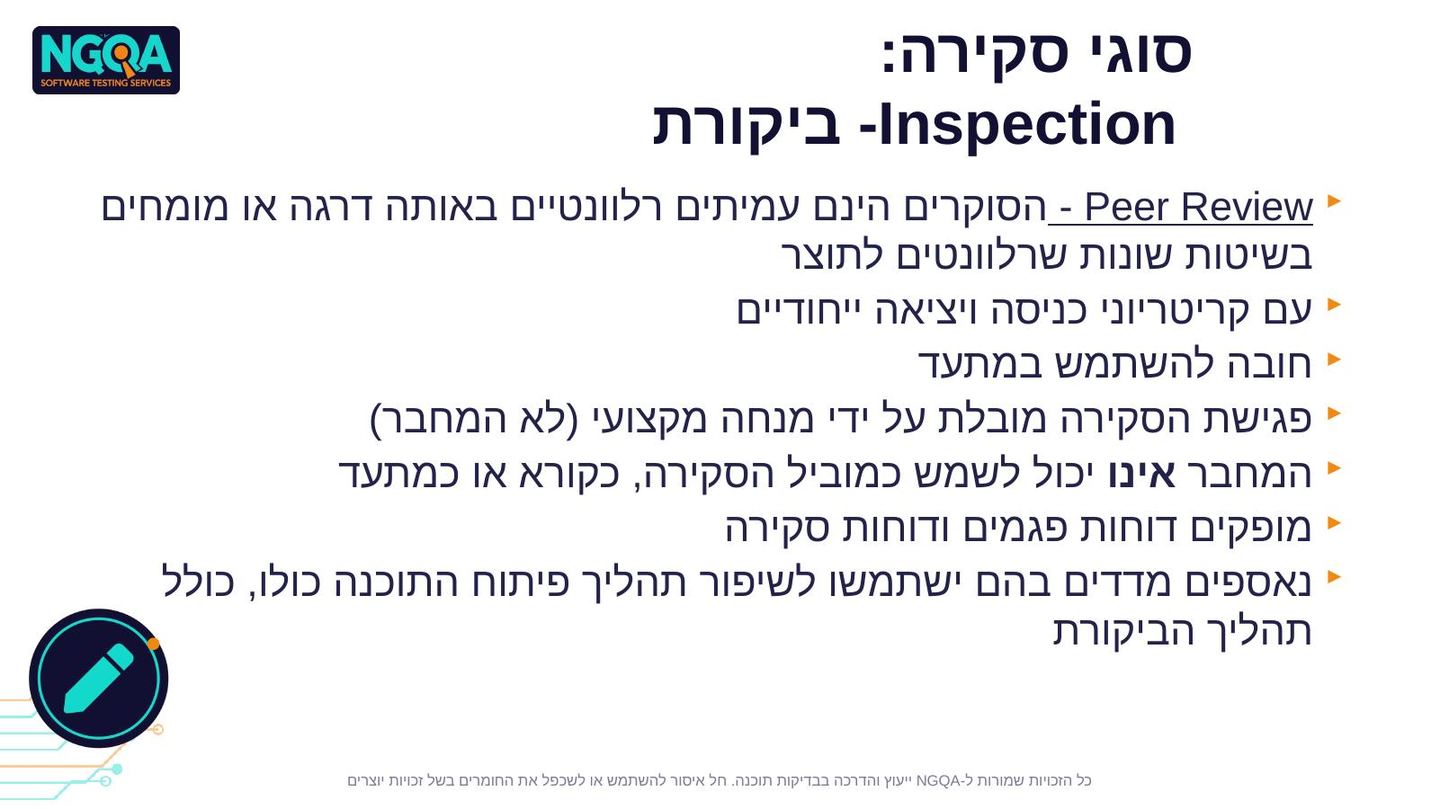 NGQA
SOFTWARE TESTING SERVICES
סוגי סקירה:
Inspection- ביקורת
Peer Review - הסוקרים הינם עמיתים רלוונטיים באותה דרגה או מומחים
בשיטות שונות שרלוונטים לתוצר
עם קריטריוני כניסה ויציאה ייחודיים
חובה להשתמש במתעד
פגישת הסקירה מובלת על ידי מנחה מקצועי (לא המחבר)
המחבר אינו יכול לשמש כמוביל הסקירה, כקורא או כמתעד
מופקים דוחות פגמים ודוחות סקירה
נאספים מדדים בהם ישתמשו לשיפור תהליך פיתוח התוכנה כולו, כולל
תהליך הביקורת
כל הזכויות שמורות ל-NGQA ייעוץ והדרכה בבדיקות תוכנה. חל איסור להשתמש או לשכפל את החומרים בשל זכויות יוצרים